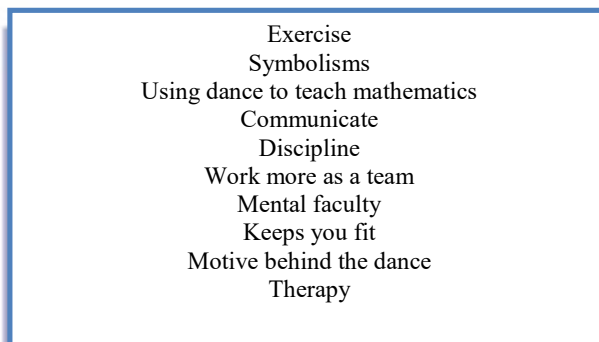 Exercise
Symbolisms
Using dance to teach mathematics
Communicate
Discipline
Work more as a team
Mental faculty
Keeps you fit
Motive behind the dance
Therapy